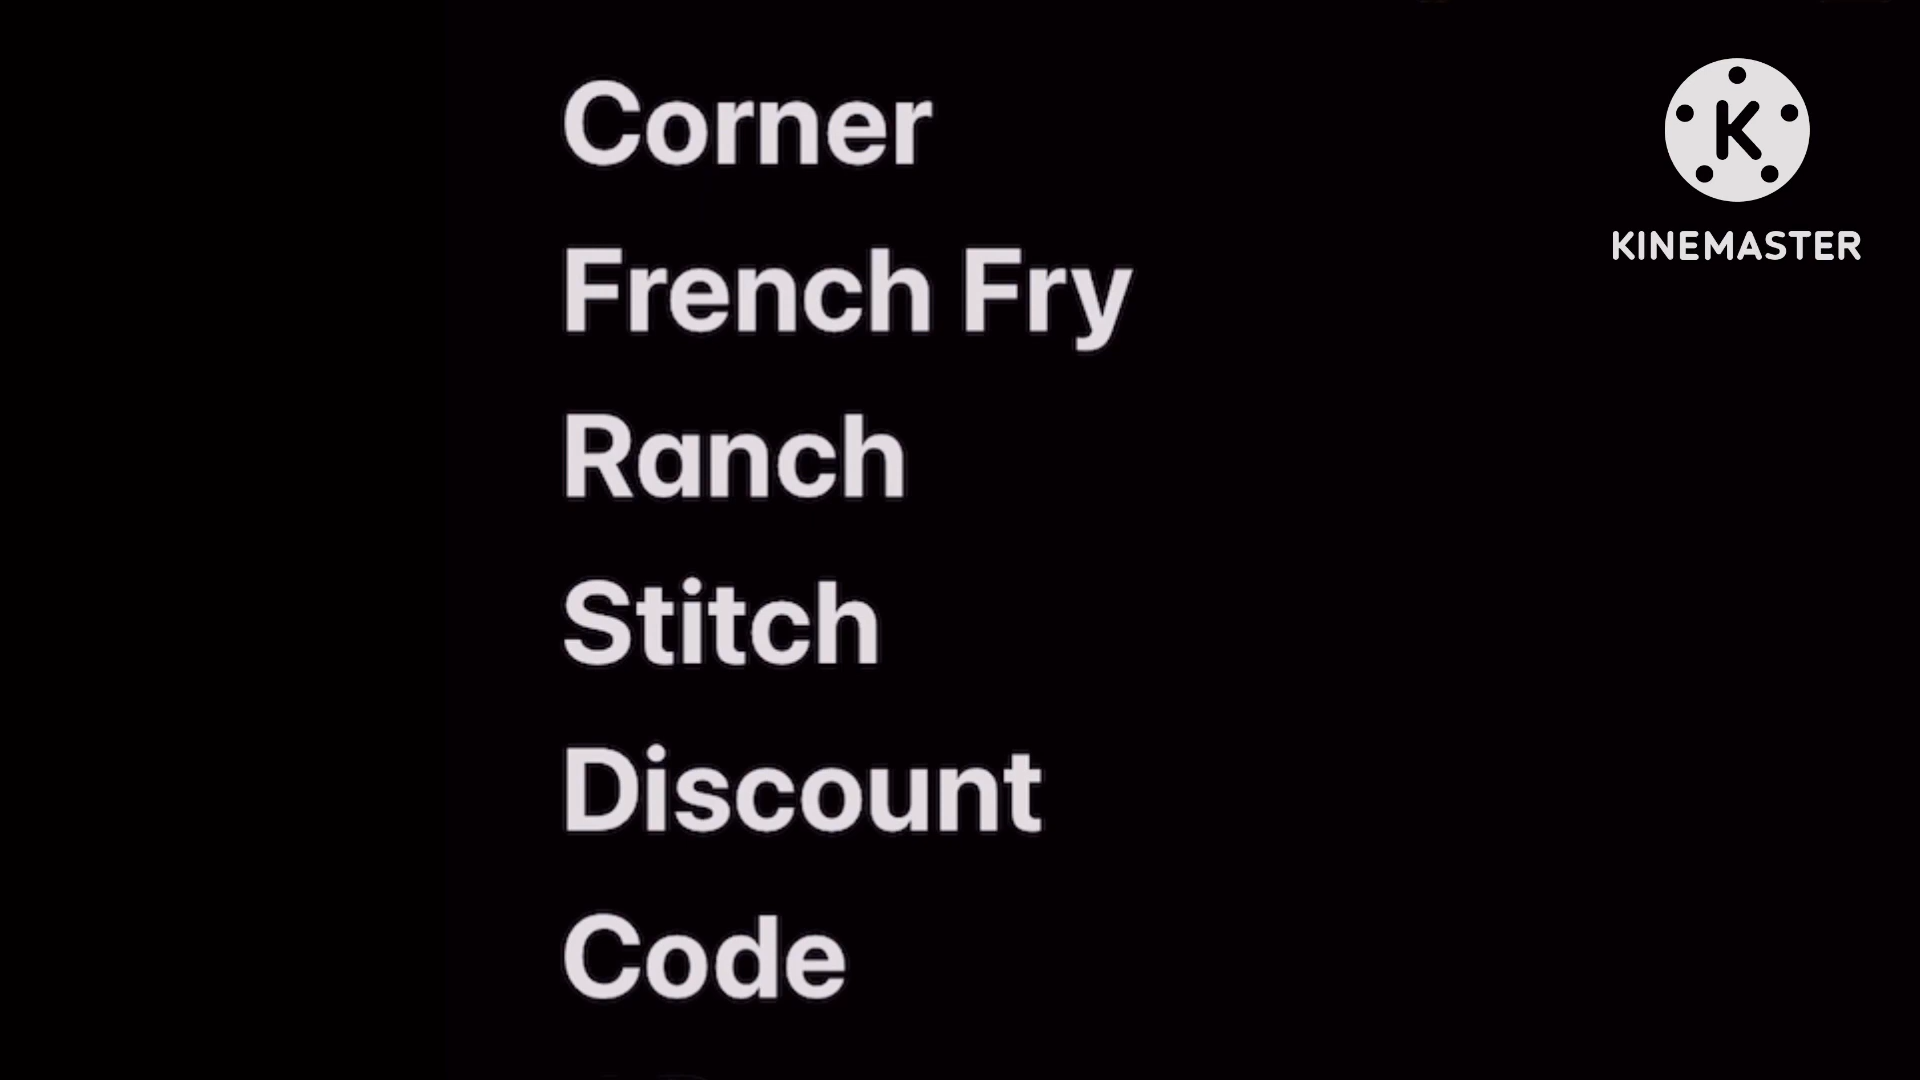 Corner
French Fry
Ranch
Stitch
Discount
Code
K
KINEMASTER